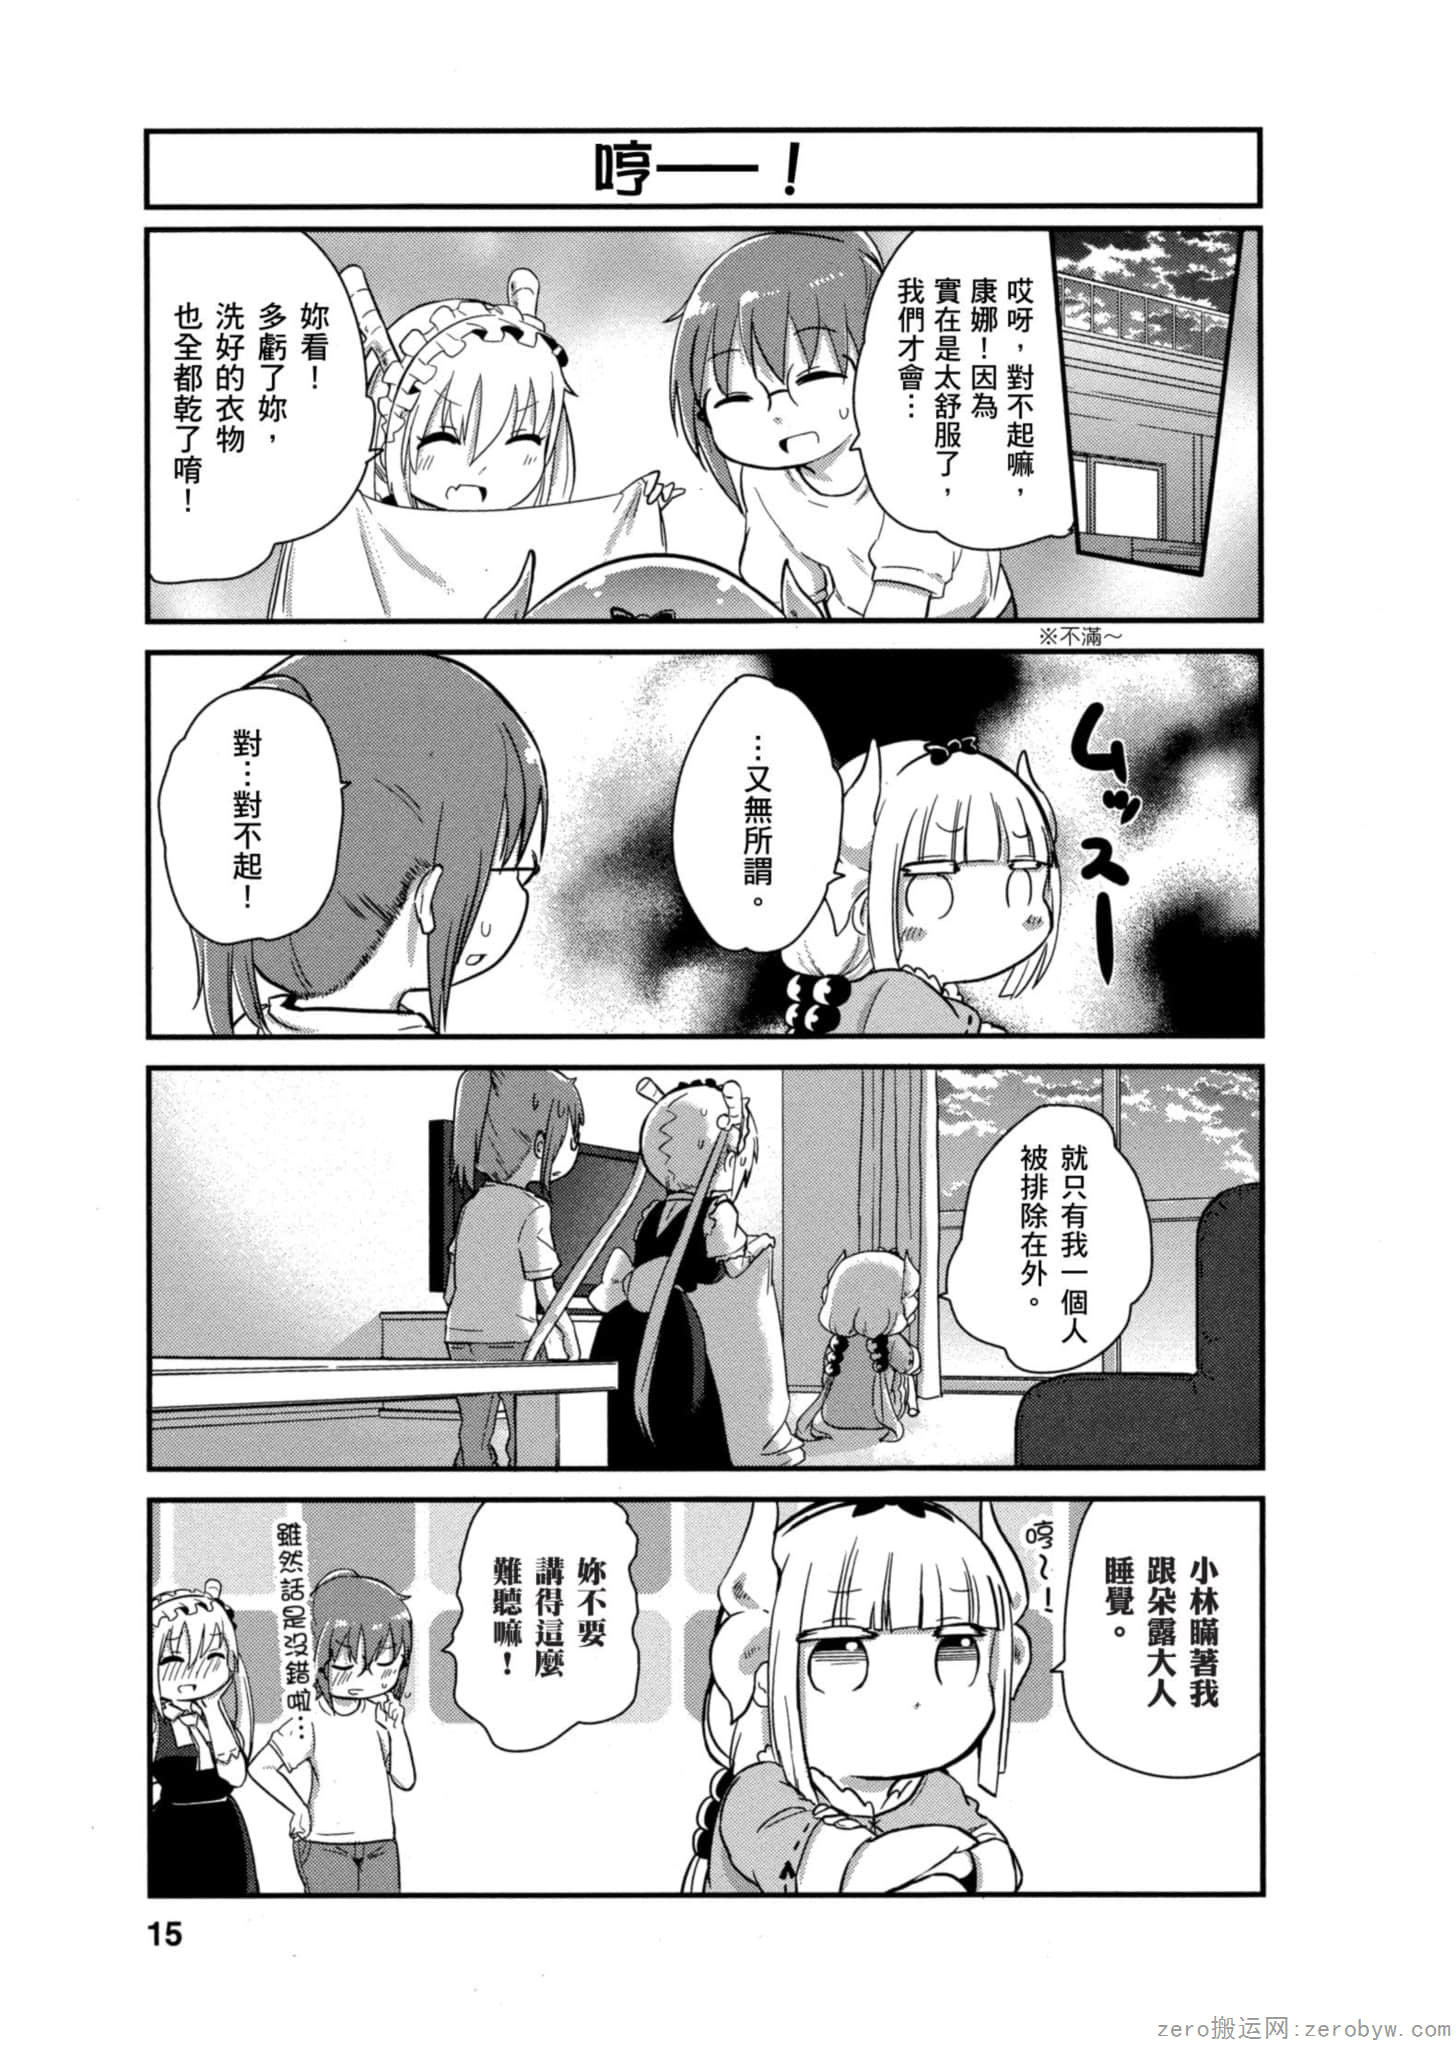 哼——！
哎呀，對不起嘛，
康娜！因為
實在是太舒服了，
我們才會…
妳看！
多虧了妳，
洗好的衣物
也全都乾了唷！
※不滿～
ムッスー
…又無所謂。
對…對不起！
就只有我一個人
被排除在外。
小林瞞著我
跟朵露大人
睡覺。
哼～！
妳不要
講得這麼
難聽嘛！
雖然話是沒錯啦…
15
zero搬运网:zerobyw.com